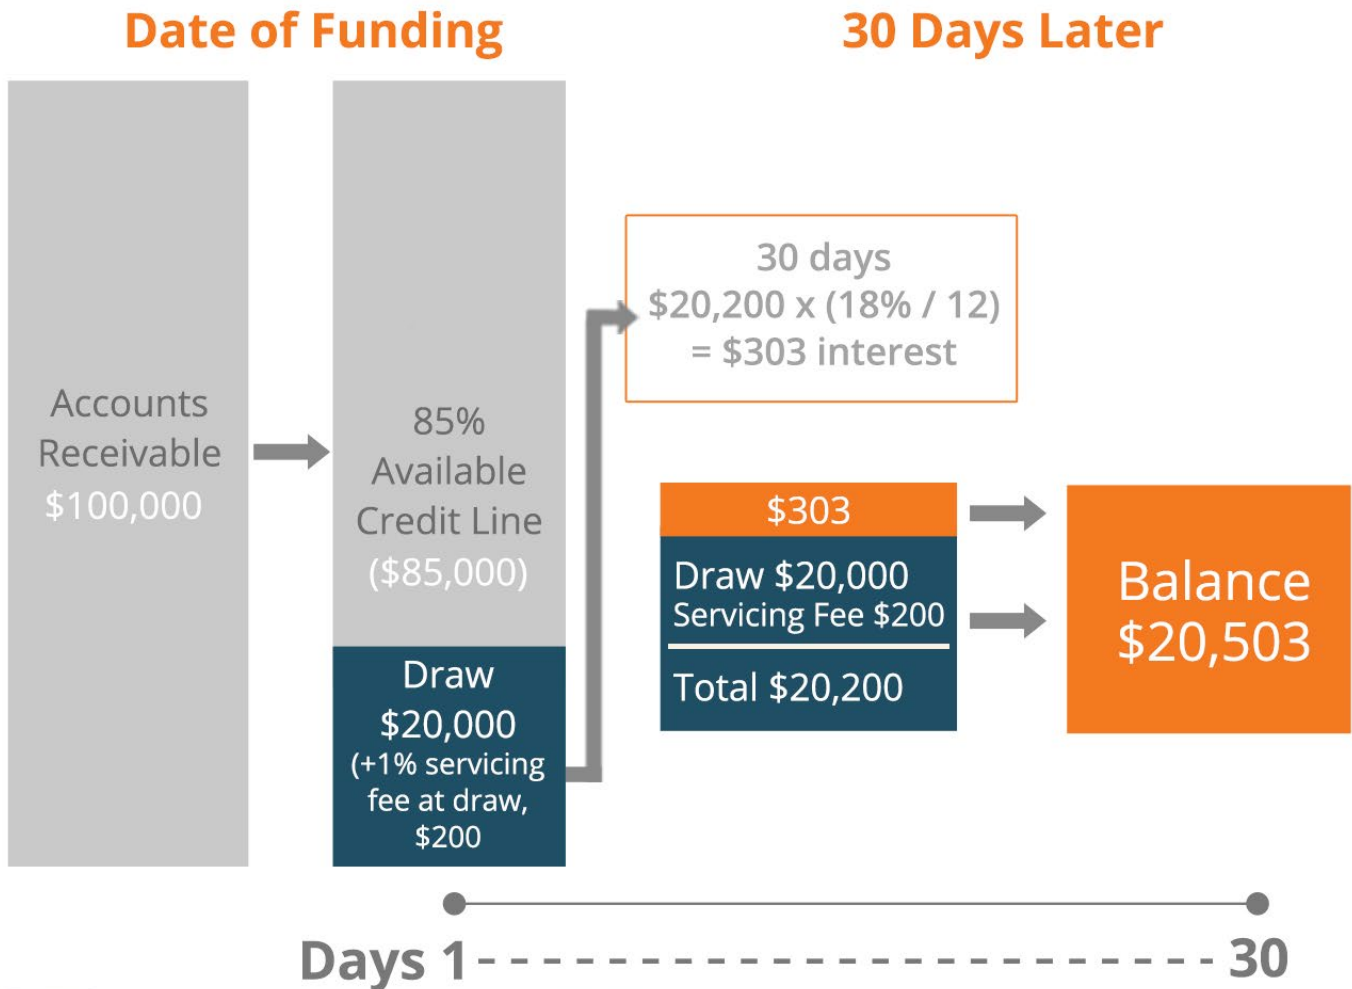 Date of Funding
30 Days Later
Accounts
Receivable
$100,000
85%
Available
Credit Line
($85,000)
Draw
$20,000
(+1% servicing
fee at draw,
$200
30 days
$20,200 x (18% / 12)
= $303 interest
$303
Draw $20,000
Servicing Fee $200
Total $20,200
Balance
$20,503
Days 1
30